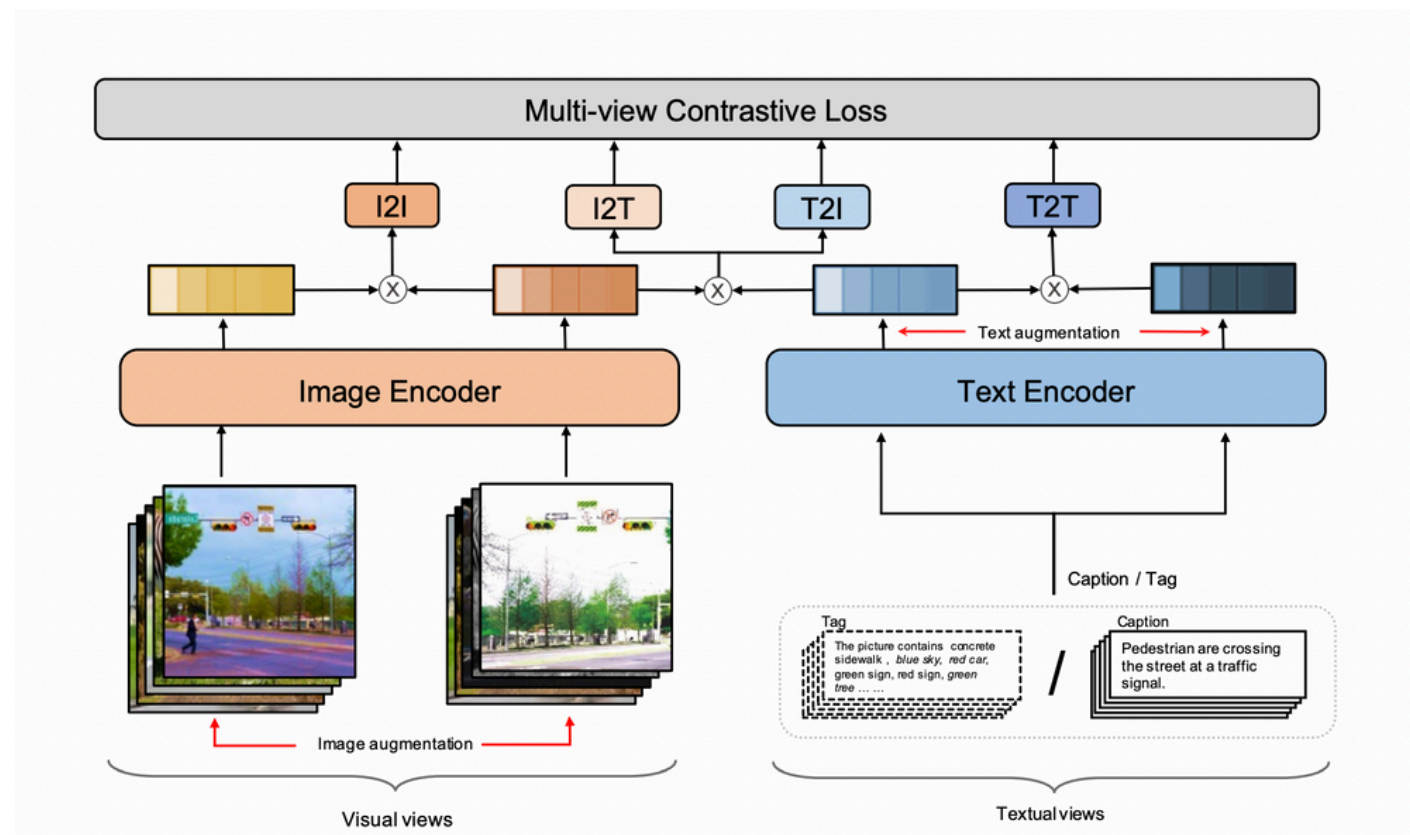 Multi-view Contrastive Loss
I2I
I2T
T2I
T2T
X
X
X
Text augmentation
Image Encoder
Text Encoder
Caption / Tag
Tag
The picture contains concrete
sidewalk , blue sky, red car,
green sign, red sign, green
tree ... ...
/
Caption
Pedestrian are crossing
the street at a traffic
signal.
Image augmentation
Visual views
Textual views